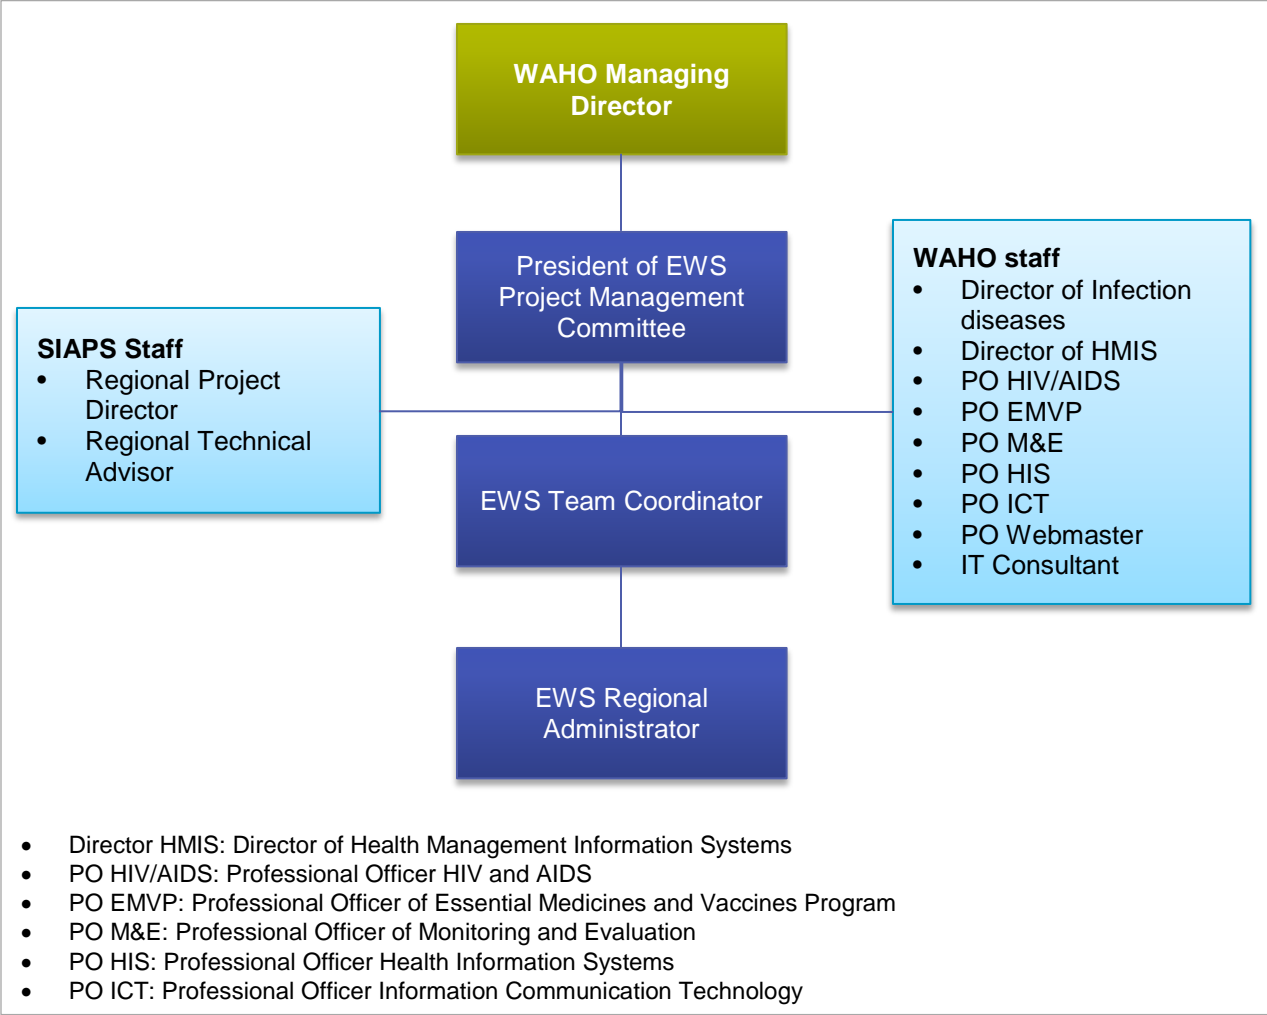 WAHO Managing
Director
President of EWS
Project Management
Committee
SIAPS Staff
• Regional Project
Director
• Regional Technical
Advisor
WAHO staff
• Director of Infection
diseases
• Director of HMIS
• PO HIV/AIDS
• PO EMVP
• PO M&E
• PO HIS
• PO ICT
• PO Webmaster
• IT Consultant
EWS Team Coordinator
EWS Regional
Administrator
• Director HMIS: Director of Health Management Information Systems
• PO HIV/AIDS: Professional Officer HIV and AIDS
• PO EMVP: Professional Officer of Essential Medicines and Vaccines Program
• PO M&E: Professional Officer of Monitoring and Evaluation
• PO HIS: Professional Officer Health Information Systems
• PO ICT: Professional Officer Information Communication Technology